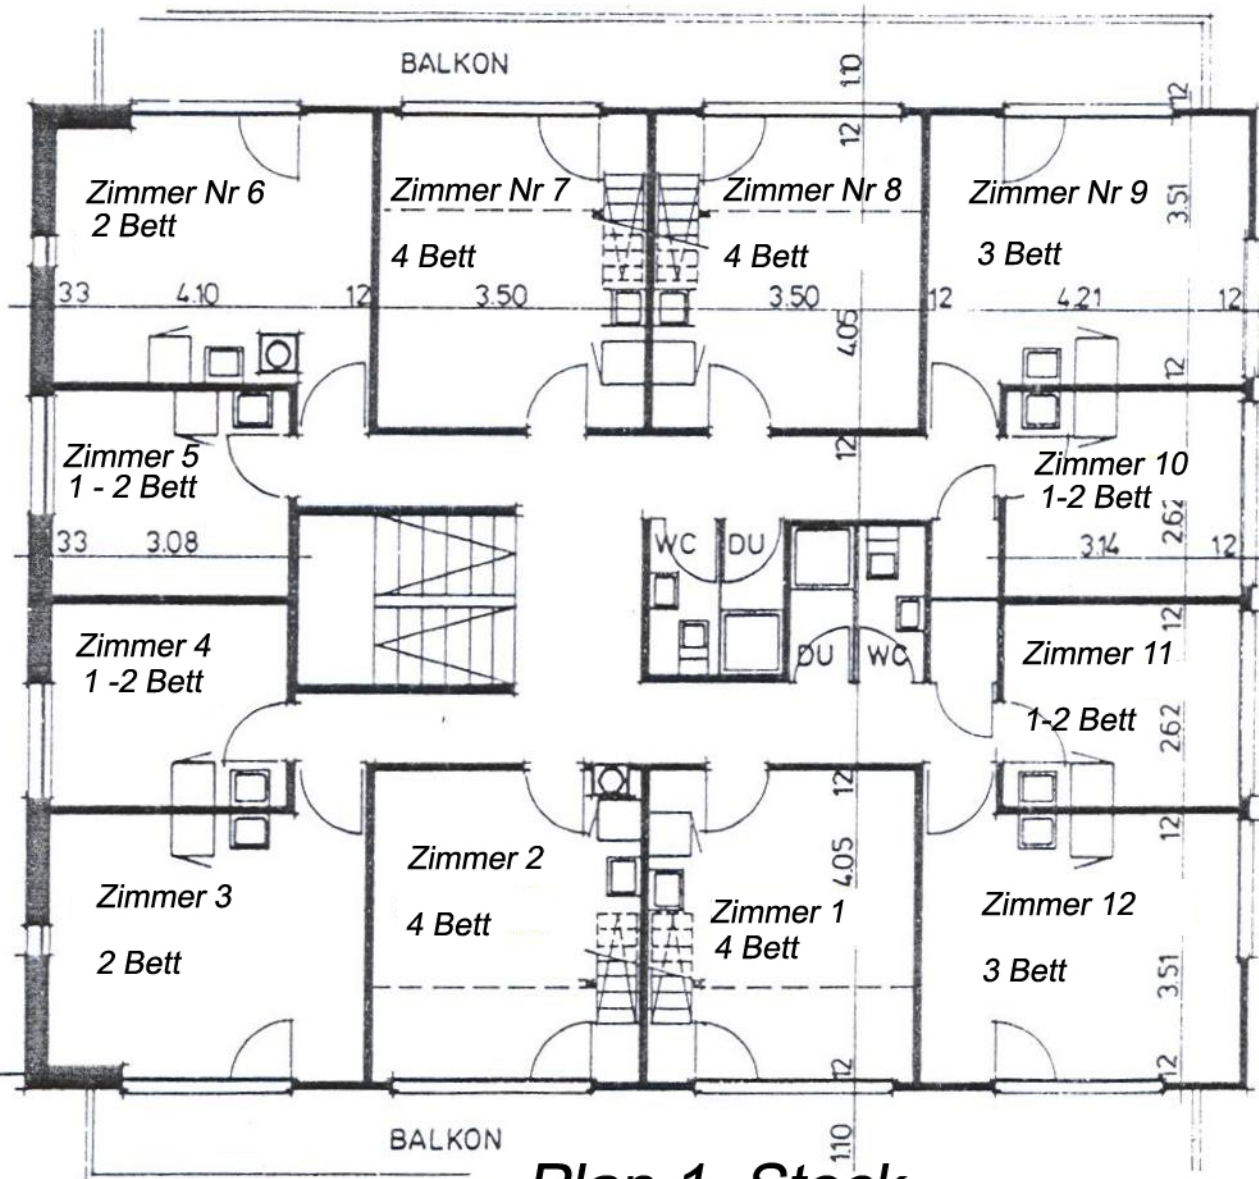 BALKON
1.10
12
12
Zimmer Nr 6
2 Bett
Zimmer Nr 7
4 Bett
Zimmer Nr 8
4 Bett
Zimmer Nr 9
3 Bett
3.51
33 4.10 12 3.50 3.50 12 4.21 12
4.05
12
Zimmer 5
1 - 2 Bett
12
Zimmer 10
1-2 Bett
2.62
33 3.08
WC DU
3.14 12
Zimmer 4
1 -2 Bett
DU WC
12
Zimmer 11
1-2 Bett
2.62
12
12
Zimmer 3
2 Bett
Zimmer 2
4 Bett
4.05
Zimmer 1
4 Bett
Zimmer 12
3 Bett
3.51
12
12
BALKON
1.10
Plan 1. Stock